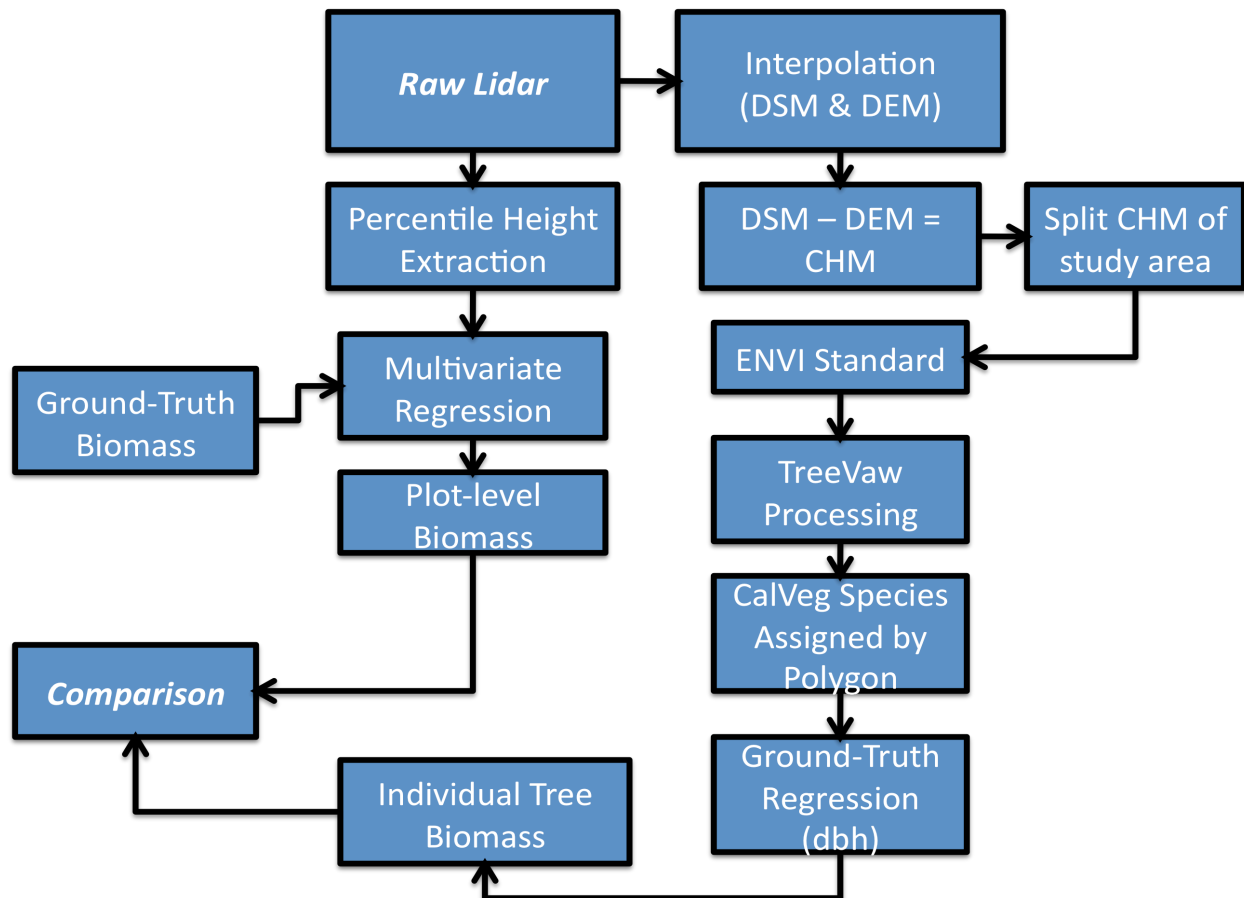 Raw Lidar
Interpolation
(DSM & DEM)
Percentile Height
Extraction
DSM – DEM =
CHM
Split CHM of
study area
Multivariate
Regression
ENVI Standard
Ground-Truth
Biomass
TreeVaw
Processing
Plot-level
Biomass
CalVeg Species
Assigned by
Polygon
Comparison
Ground-Truth
Regression
(dbh)
Individual Tree
Biomass